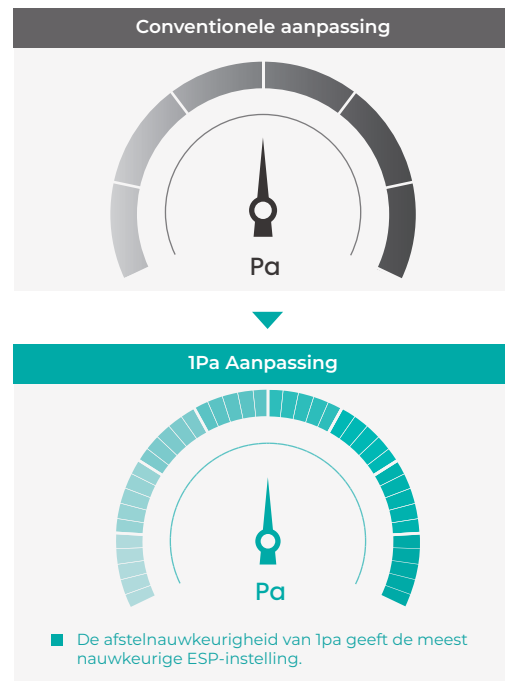 Conventionele aanpassing
Pa
1Pa Aanpassing
Pa
De afstelnauwkeurigheid van 1pa geeft de meest
nauwkeurige ESP-instelling.